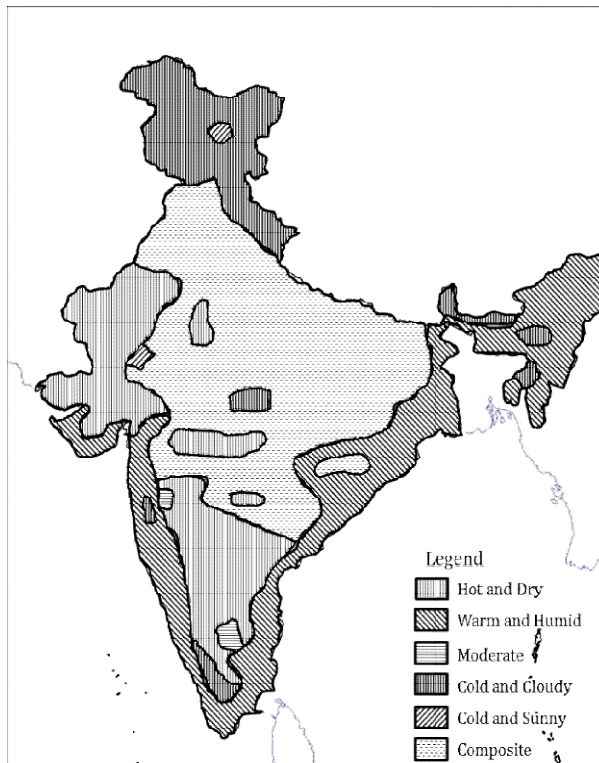 Legend
Hot and Dry
Warm and Humid
Moderate
Cold and Cloudy
Cold and Sunny
Composite